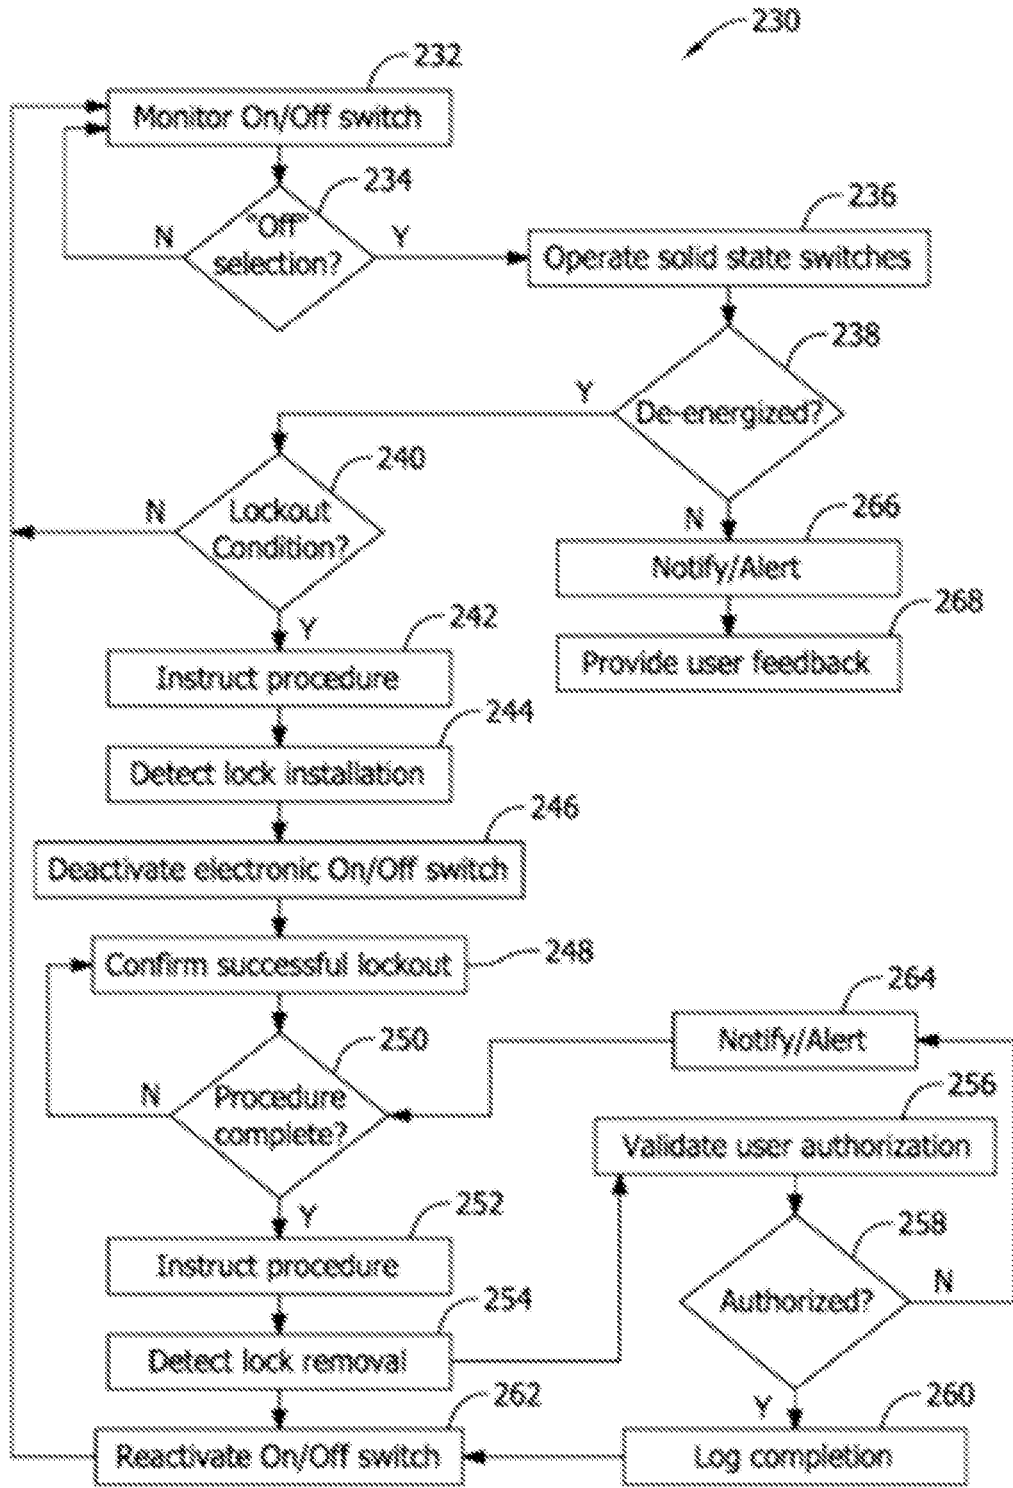 230
232
Monitor On/Off switch
234
"Off"
selection?
N
Y
236
Operate solid state switches
238
De-energized?
Y
N
240
Lockout
Condition?
N
Y
266
Notify/Alert
268
Provide user feedback
242
Instruct procedure
244
Detect lock installation
246
Deactivate electronic On/Off switch
248
Confirm successful lockout
250
Procedure
complete?
N
Y
264
Notify/Alert
256
Validate user authorization
258
Authorized?
N
Y
252
Instruct procedure
254
Detect lock removal
262
Reactivate On/Off switch
260
Log completion